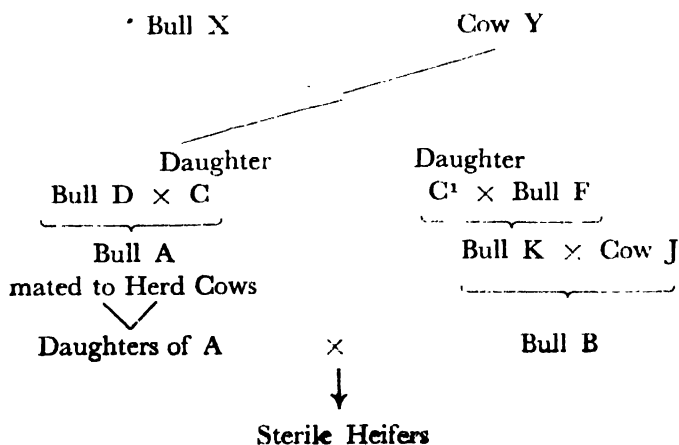 Bull X Cow Y
Daughter Daughter
Bull D × C C¹ × Bull F
Bull A Bull K × Cow J
mated to Herd Cows
Daughters of A × Bull B
Sterile Heifers